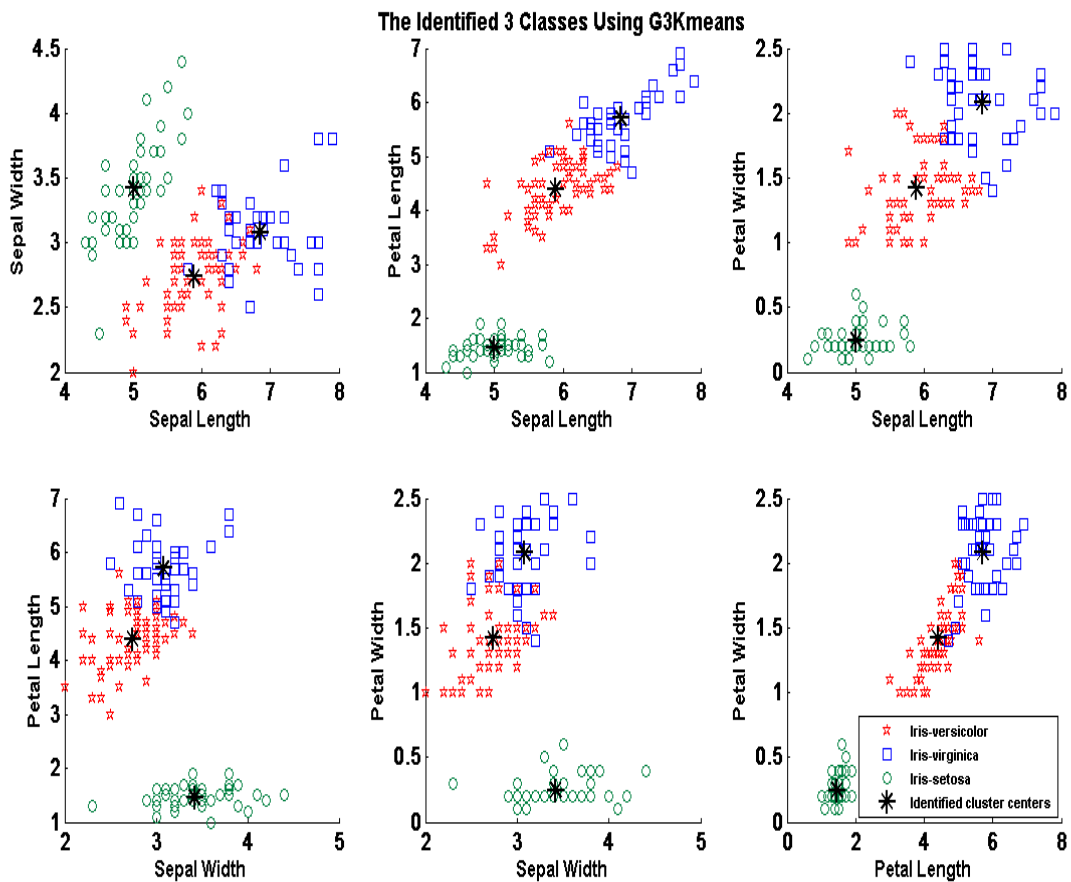 The Identified 3 Classes Using G3Kmeans
4.5
4
3.5
3
2.5
2
Sepal Width
4 5 6 7 8
Sepal Length
7
6
5
4
3
2
1
Petal Length
4 5 6 7 8
Sepal Length
2.5
2
1.5
1
0.5
0
Petal Width
4 5 6 7 8
Sepal Length
7
6
5
4
3
2
1
Petal Length
2 3 4 5
Sepal Width
2.5
2
1.5
1
0.5
0
Petal Width
2 3 4 5
Sepal Width
2.5
2
1.5
1
0.5
0
Petal Width
0 2 4 6 8
Petal Length
Iris-versicolor
Iris-virginica
Iris-setosa
Identified cluster centers